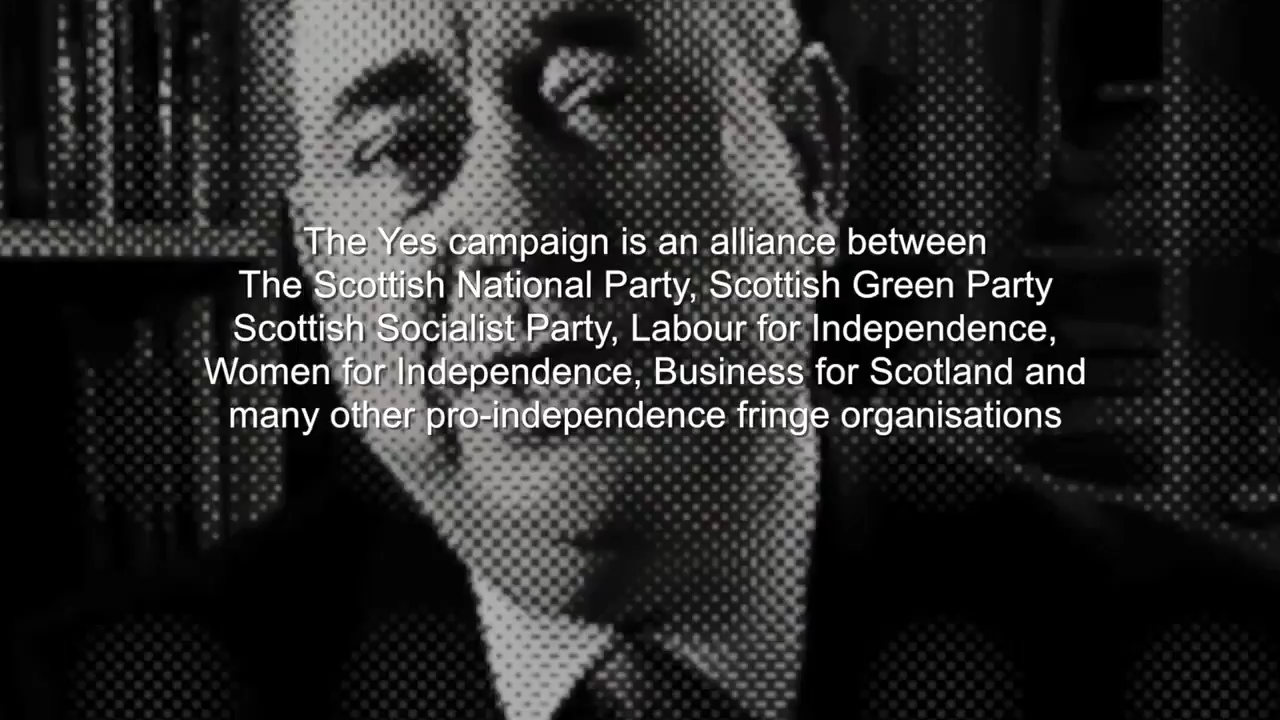 The Yes campaign is an alliance between
The Scottish National Party, Scottish Green Party
Scottish Socialist Party, Labour for Independence,
Women for Independence, Business for Scotland and
many other pro-independence fringe organisations